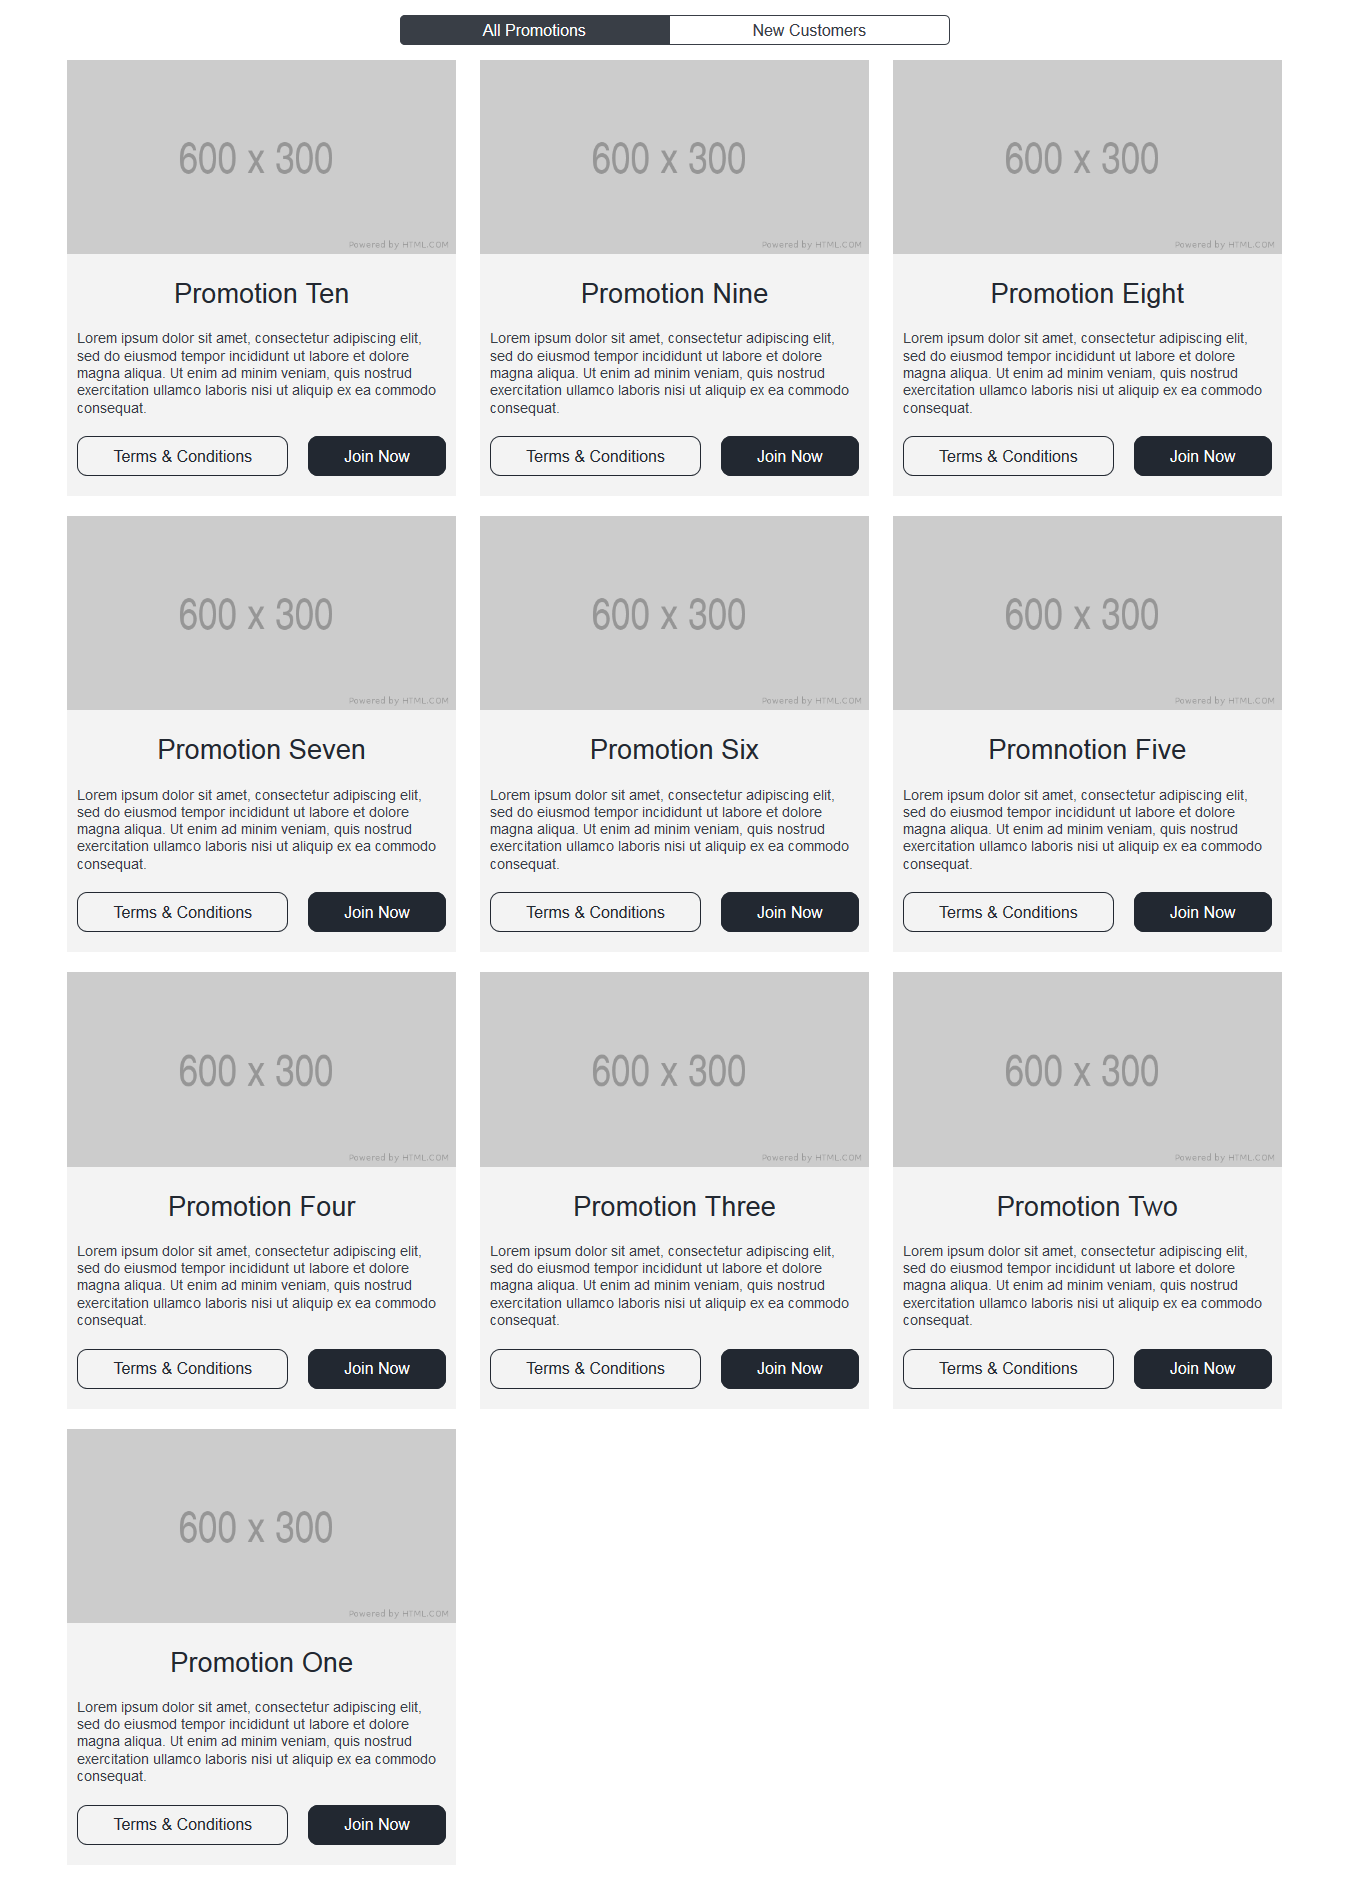 All Promotions
New Customers
600 x 300
Powered by HTML.COM
Promotion Ten
Lorem ipsum dolor sit amet, consectetur adipiscing elit,
sed do eiusmod tempor incididunt ut labore et dolore
magna aliqua. Ut enim ad minim veniam, quis nostrud
exercitation ullamco laboris nisi ut aliquip ex ea commodo
consequat.
Terms & Conditions
Join Now
600 x 300
Powered by HTML.COM
Promotion Nine
Lorem ipsum dolor sit amet, consectetur adipiscing elit,
sed do eiusmod tempor incididunt ut labore et dolore
magna aliqua. Ut enim ad minim veniam, quis nostrud
exercitation ullamco laboris nisi ut aliquip ex ea commodo
consequat.
Terms & Conditions
Join Now
600 x 300
Powered by HTML.COM
Promotion Eight
Lorem ipsum dolor sit amet, consectetur adipiscing elit,
sed do eiusmod tempor incididunt ut labore et dolore
magna aliqua. Ut enim ad minim veniam, quis nostrud
exercitation ullamco laboris nisi ut aliquip ex ea commodo
consequat.
Terms & Conditions
Join Now
600 x 300
Powered by HTML.COM
Promotion Seven
Lorem ipsum dolor sit amet, consectetur adipiscing elit,
sed do eiusmod tempor incididunt ut labore et dolore
magna aliqua. Ut enim ad minim veniam, quis nostrud
exercitation ullamco laboris nisi ut aliquip ex ea commodo
consequat.
Terms & Conditions
Join Now
600 x 300
Powered by HTML.COM
Promotion Six
Lorem ipsum dolor sit amet, consectetur adipiscing elit,
sed do eiusmod tempor incididunt ut labore et dolore
magna aliqua. Ut enim ad minim veniam, quis nostrud
exercitation ullamco laboris nisi ut aliquip ex ea commodo
consequat.
Terms & Conditions
Join Now
600 x 300
Powered by HTML.COM
Promnotion Five
Lorem ipsum dolor sit amet, consectetur adipiscing elit,
sed do eiusmod tempor incididunt ut labore et dolore
magna aliqua. Ut enim ad minim veniam, quis nostrud
exercitation ullamco laboris nisi ut aliquip ex ea commodo
consequat.
Terms & Conditions
Join Now
600 x 300
Powered by HTML.COM
Promotion Four
Lorem ipsum dolor sit amet, consectetur adipiscing elit,
sed do eiusmod tempor incididunt ut labore et dolore
magna aliqua. Ut enim ad minim veniam, quis nostrud
exercitation ullamco laboris nisi ut aliquip ex ea commodo
consequat.
Terms & Conditions
Join Now
600 x 300
Powered by HTML.COM
Promotion Three
Lorem ipsum dolor sit amet, consectetur adipiscing elit,
sed do eiusmod tempor incididunt ut labore et dolore
magna aliqua. Ut enim ad minim veniam, quis nostrud
exercitation ullamco laboris nisi ut aliquip ex ea commodo
consequat.
Terms & Conditions
Join Now
600 x 300
Powered by HTML.COM
Promotion Two
Lorem ipsum dolor sit amet, consectetur adipiscing elit,
sed do eiusmod tempor incididunt ut labore et dolore
magna aliqua. Ut enim ad minim veniam, quis nostrud
exercitation ullamco laboris nisi ut aliquip ex ea commodo
consequat.
Terms & Conditions
Join Now
600 x 300
Powered by HTML.COM
Promotion One
Lorem ipsum dolor sit amet, consectetur adipiscing elit,
sed do eiusmod tempor incididunt ut labore et dolore
magna aliqua. Ut enim ad minim veniam, quis nostrud
exercitation ullamco laboris nisi ut aliquip ex ea commodo
consequat.
Terms & Conditions
Join Now